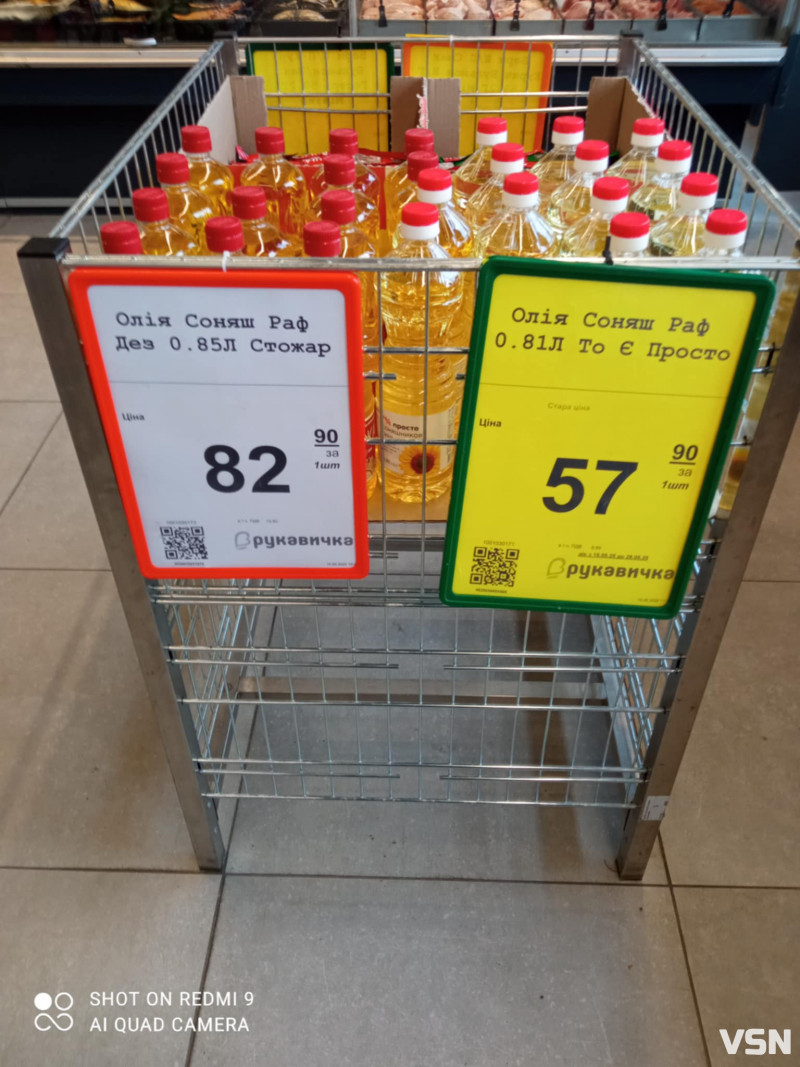 Олія Соняш Раф
Дез 0.85Л Стожар
Ціна
82
90
за
1шт
рукавичка
Олія Соняш Раф
0.81Л То Є Просто
Стара ціна
Ціна
57
90
за
1шт
рукавичка
просто
SHOT ON REDMI 9
AI QUAD CAMERA
VSN